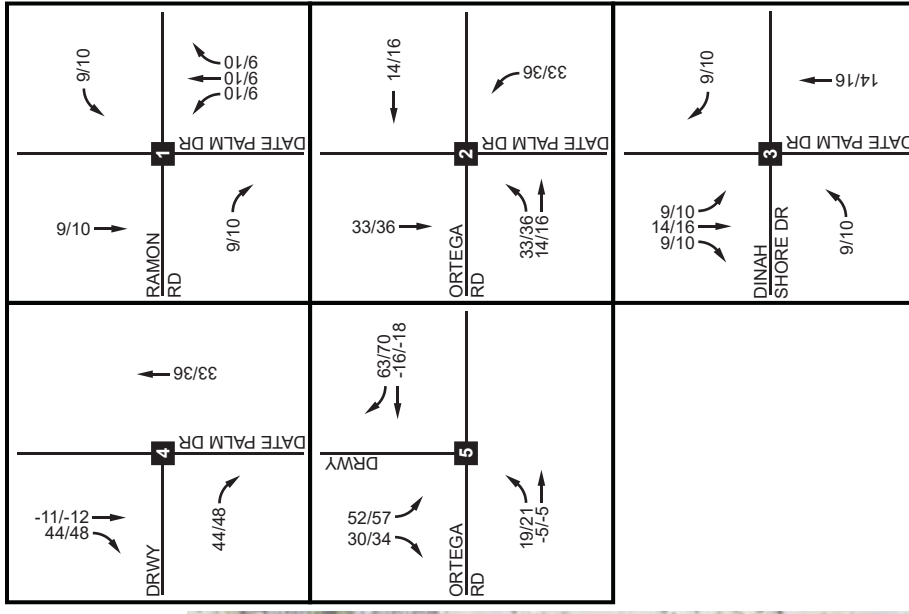 9/10
9/10
9/10
9/10
1
DATE PALM DR
9/10
RAMON
RD
9/10
14/16
33/36
2
DATE PALM DR
33/36
ORTEGA
RD
33/36
14/16
9/10
14/16
3
DATE PALM DR
9/10
14/16
9/10
DINAH
SHORE DR
9/10
33/36
4
DATE PALM DR
-11/-12
44/48
DRWY
44/48
63/70
-16/-18
DRWY
5
52/57
30/34
ORTEGA
RD
19/21
-5/-5